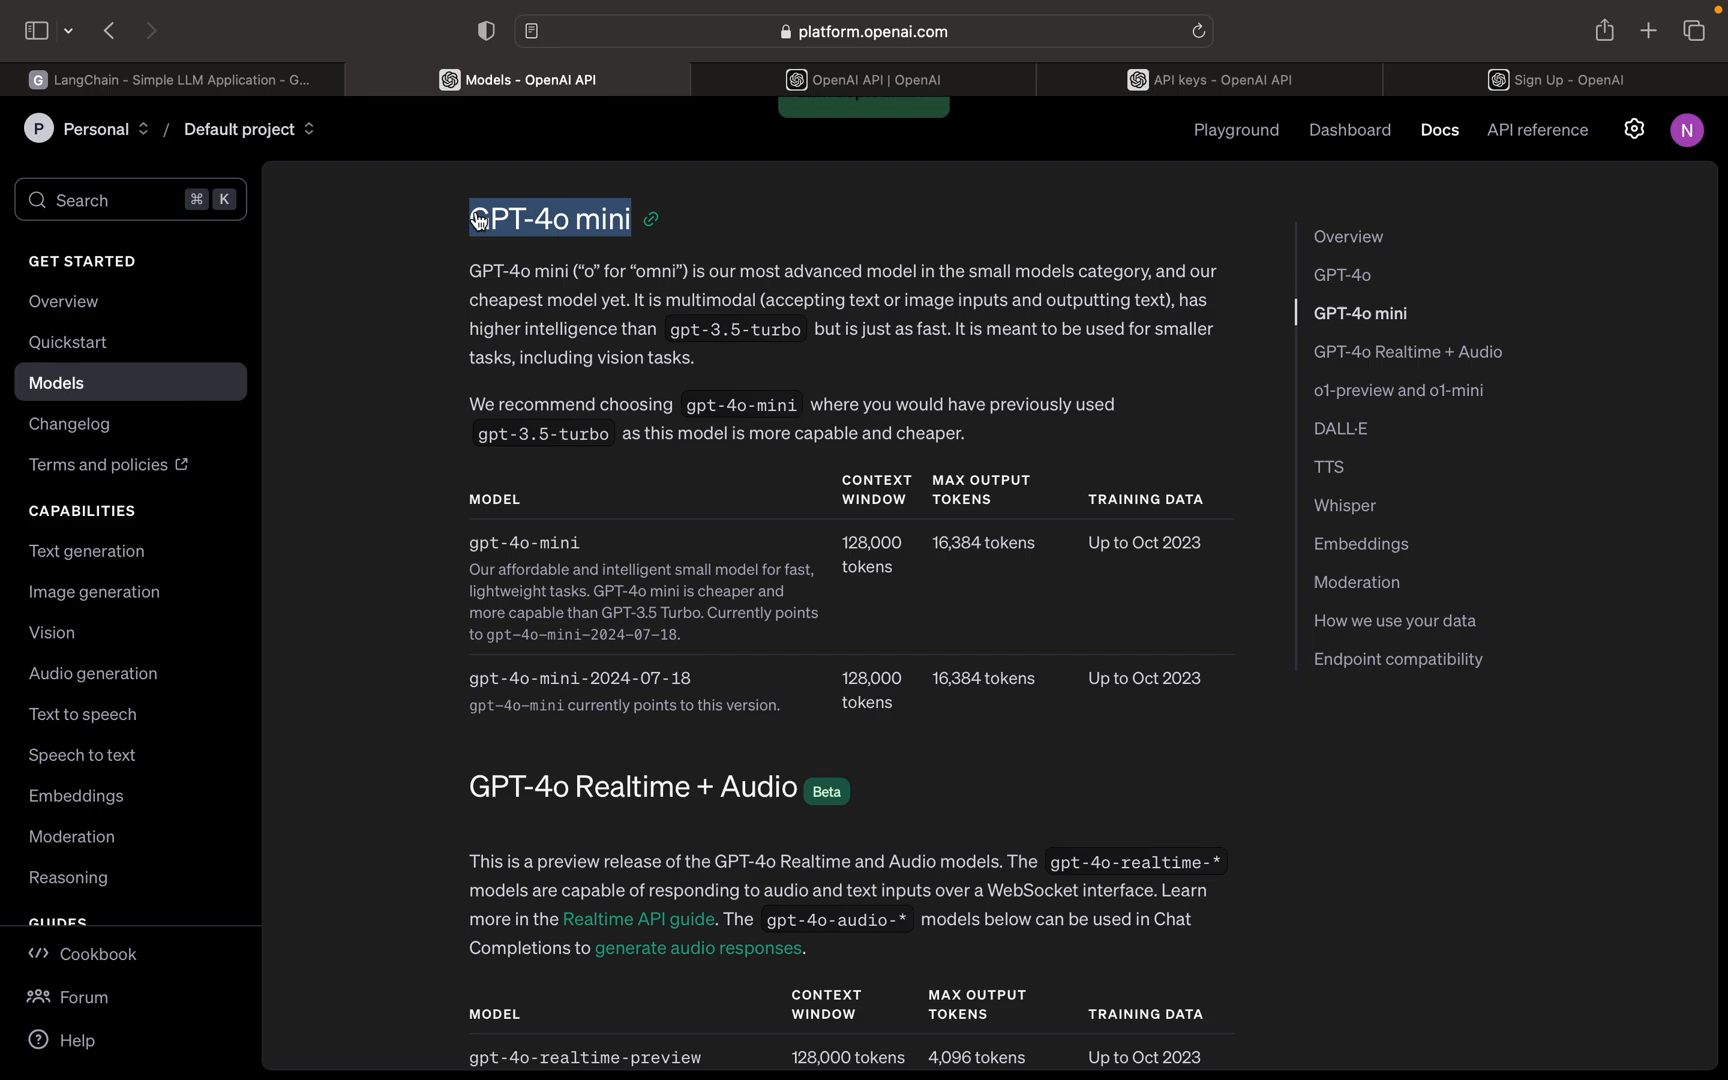 platform.openai.com
LangChain - Simple LLM Application - G...
Models - OpenAI API
OpenAI API | OpenAI
API keys - OpenAI API
Sign Up - OpenAI
P Personal / Default project
Playground Dashboard Docs API reference N
Search ⌘ K
GET STARTED
Overview
Quickstart
Models
Changelog
Terms and policies
CAPABILITIES
Text generation
Image generation
Vision
Audio generation
Text to speech
Speech to text
Embeddings
Moderation
Reasoning
GUIDES
Cookbook
Forum
Help
GPT-4o mini
GPT-4o mini (“o” for “omni”) is our most advanced model in the small models category, and our
cheapest model yet. It is multimodal (accepting text or image inputs and outputting text), has
higher intelligence than gpt-3.5-turbo but is just as fast. It is meant to be used for smaller
tasks, including vision tasks.
We recommend choosing gpt-4o-mini where you would have previously used
gpt-3.5-turbo as this model is more capable and cheaper.
MODEL CONTEXT WINDOW MAX OUTPUT TOKENS TRAINING DATA
gpt-4o-mini 128,000 tokens 16,384 tokens Up to Oct 2023
Our affordable and intelligent small model for fast,
lightweight tasks. GPT-4o mini is cheaper and
more capable than GPT-3.5 Turbo. Currently points
to gpt-4o-mini-2024-07-18.
gpt-4o-mini-2024-07-18 128,000 tokens 16,384 tokens Up to Oct 2023
gpt-4o-mini currently points to this version.
GPT-4o Realtime + Audio Beta
This is a preview release of the GPT-4o Realtime and Audio models. The gpt-4o-realtime-*
models are capable of responding to audio and text inputs over a WebSocket interface. Learn
more in the Realtime API guide. The gpt-4o-audio-* models below can be used in Chat
Completions to generate audio responses.
MODEL CONTEXT WINDOW MAX OUTPUT TOKENS TRAINING DATA
gpt-4o-realtime-preview 128,000 tokens 4,096 tokens Up to Oct 2023
Overview
GPT-4o
GPT-4o mini
GPT-4o Realtime + Audio
o1-preview and o1-mini
DALL·E
TTS
Whisper
Embeddings
Moderation
How we use your data
Endpoint compatibility